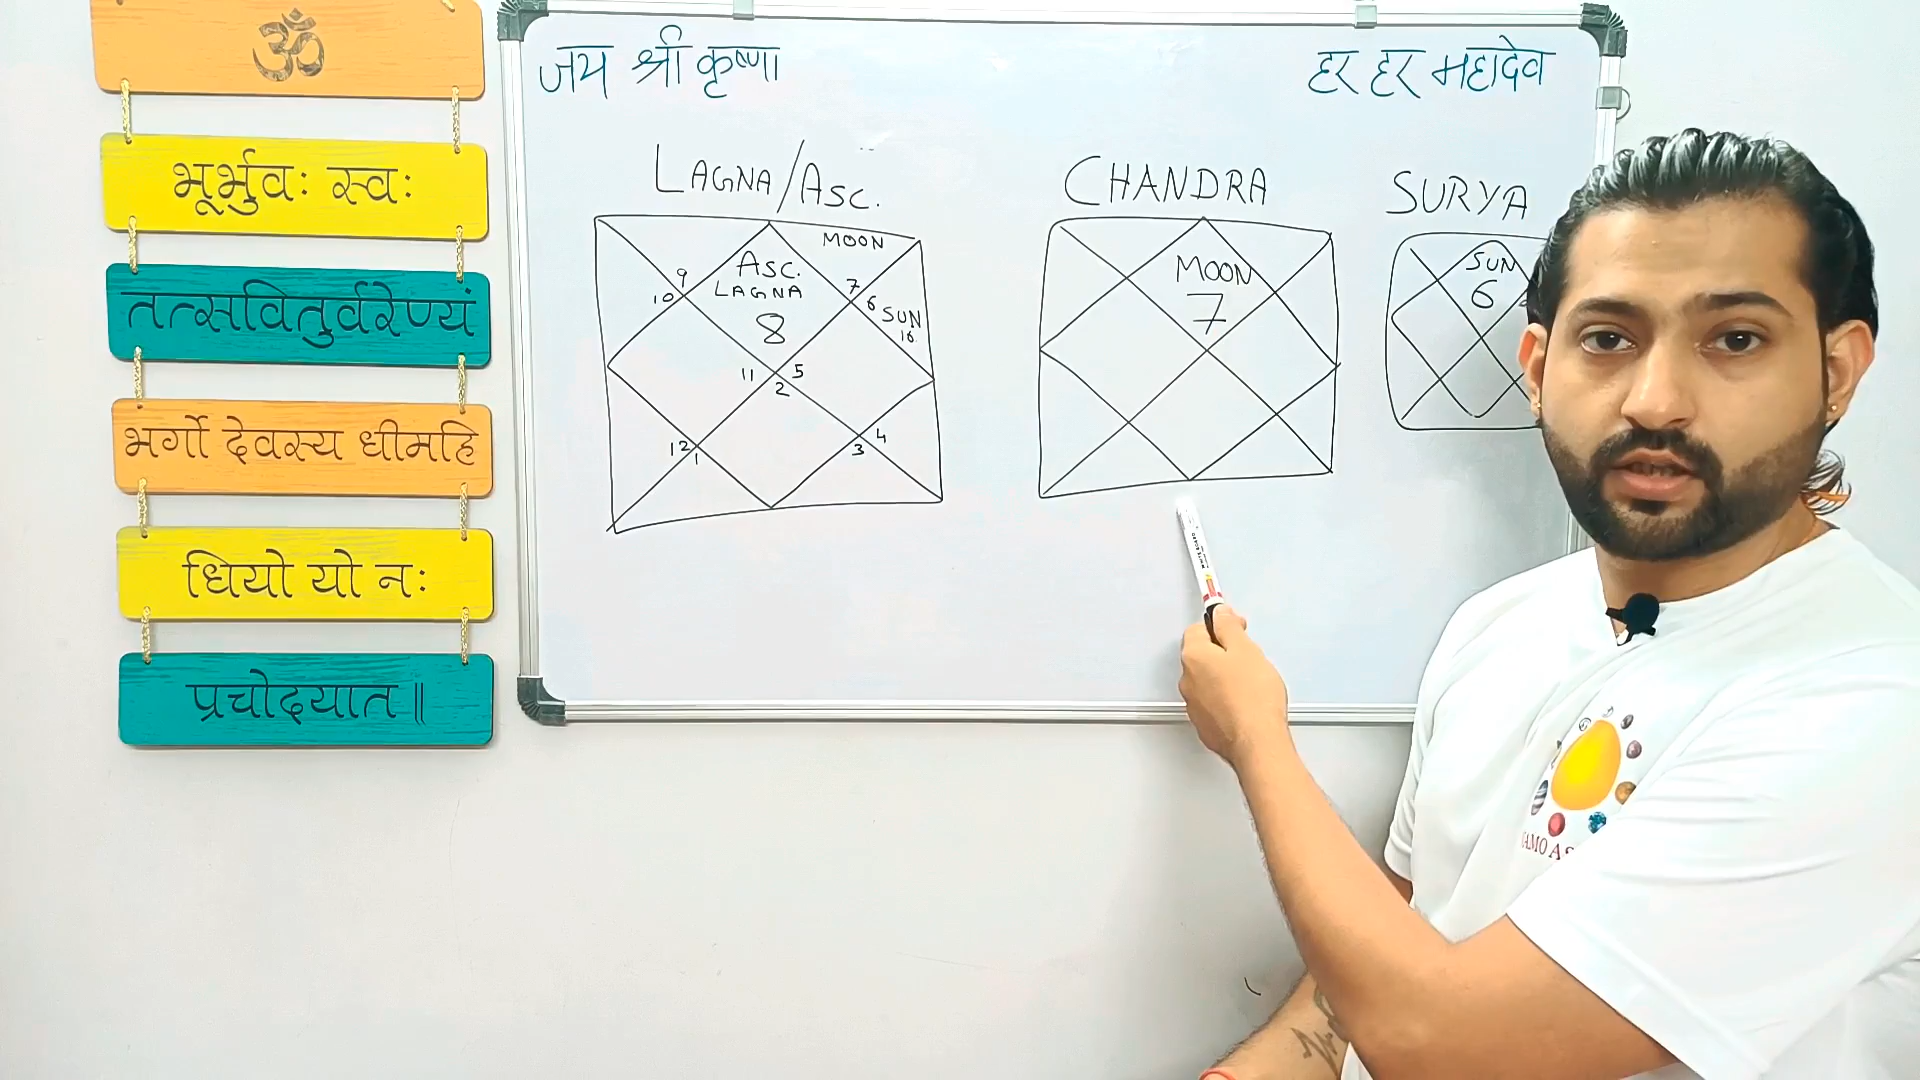 ॐ
भूर्भुवः स्वः
तत्सवितुर्वरेण्यं
भर्गो देवस्य धीमहि
धियो यो नः
प्रचोदयात॥
जय श्री कृष्णा
हर हर महादेव
LAGNA/ASC.
MOON
ASC.
LAGNA
8
9
10
7
6
SUN
16
11
5
2
12
1
4
3
CHANDRA
MOON
7
SURYA
SUN
6